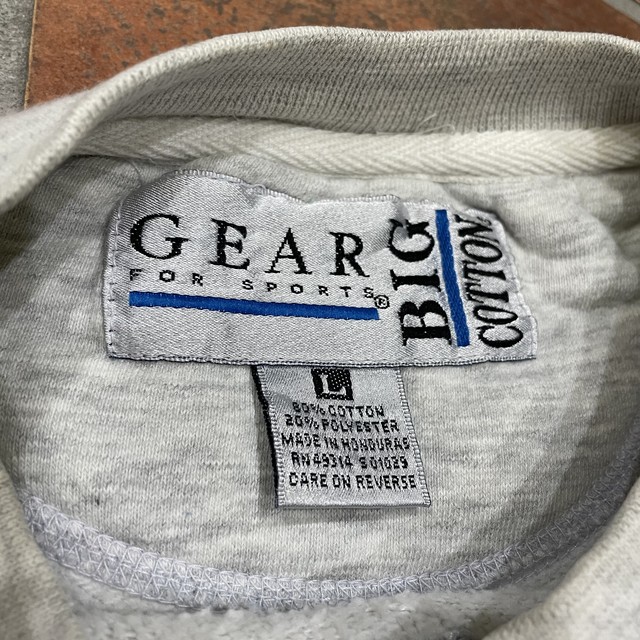 GEAR
FOR SPORTS®
BIG
COTTON
L
80% COTTON
20% POLYESTER
MADE IN HONDURAS
RN 49314 S01029
CARE ON REVERSE